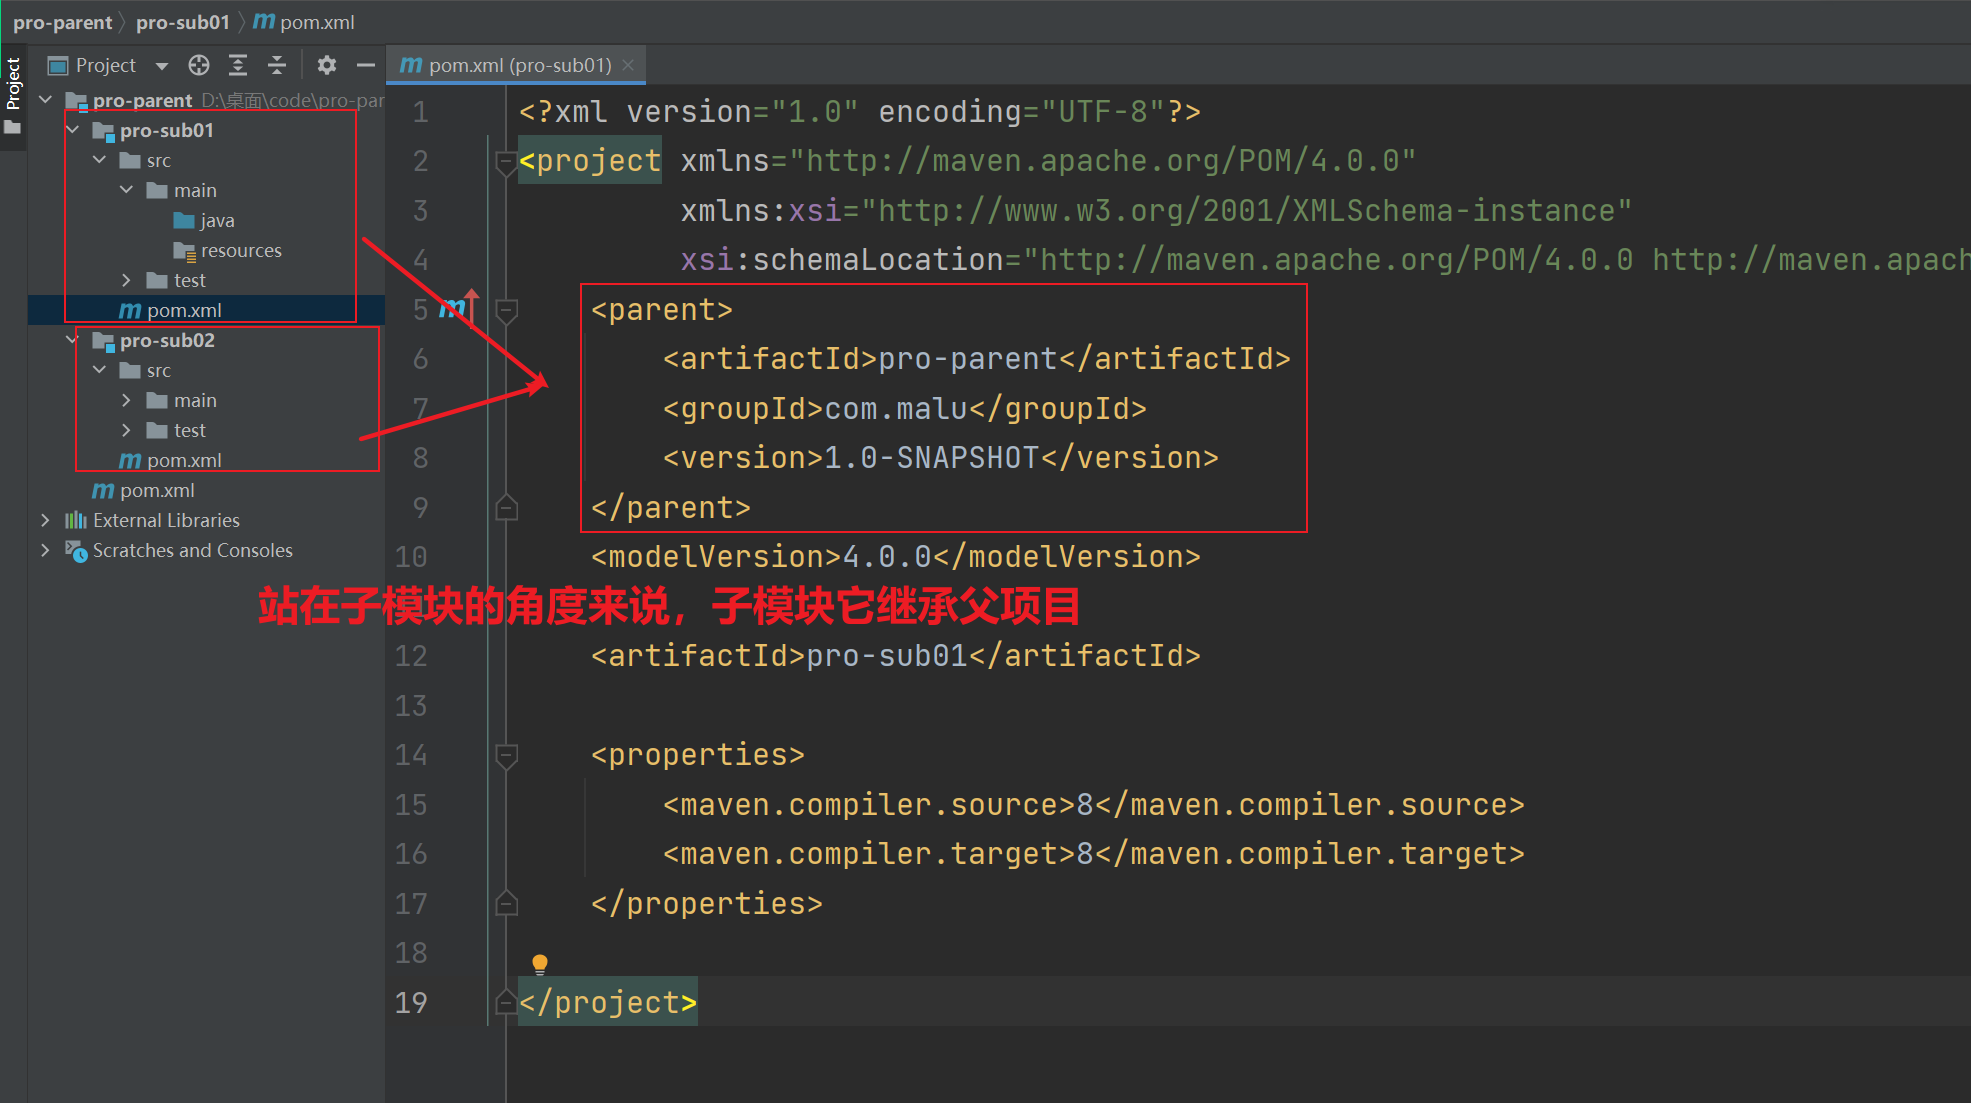 pro-parent 〉 pro-sub01 〉 m pom.xml
Project
Project
pom.xml (pro-sub01)
pro-parent D:\桌面\code\pro-par
pro-sub01
src
main
java
resources
test
pom.xml
pro-sub02
src
main
test
pom.xml
pom.xml
External Libraries
Scratches and Consoles
1 <?xml version="1.0" encoding="UTF-8"?>
2 <project xmlns="http://maven.apache.org/POM/4.0.0"
3 xmlns:xsi="http://www.w3.org/2001/XMLSchema-instance"
4 xsi:schemaLocation="http://maven.apache.org/POM/4.0.0 http://maven.apach
5 <parent>
6 <artifactId>pro-parent</artifactId>
7 <groupId>com.malu</groupId>
8 <version>1.0-SNAPSHOT</version>
9 </parent>
10 <modelVersion>4.0.0</modelVersion>
站在子模块的角度来说，子模块它继承父项目
12 <artifactId>pro-sub01</artifactId>
13
14 <properties>
15 <maven.compiler.source>8</maven.compiler.source>
16 <maven.compiler.target>8</maven.compiler.target>
17 </properties>
18
19 </project>